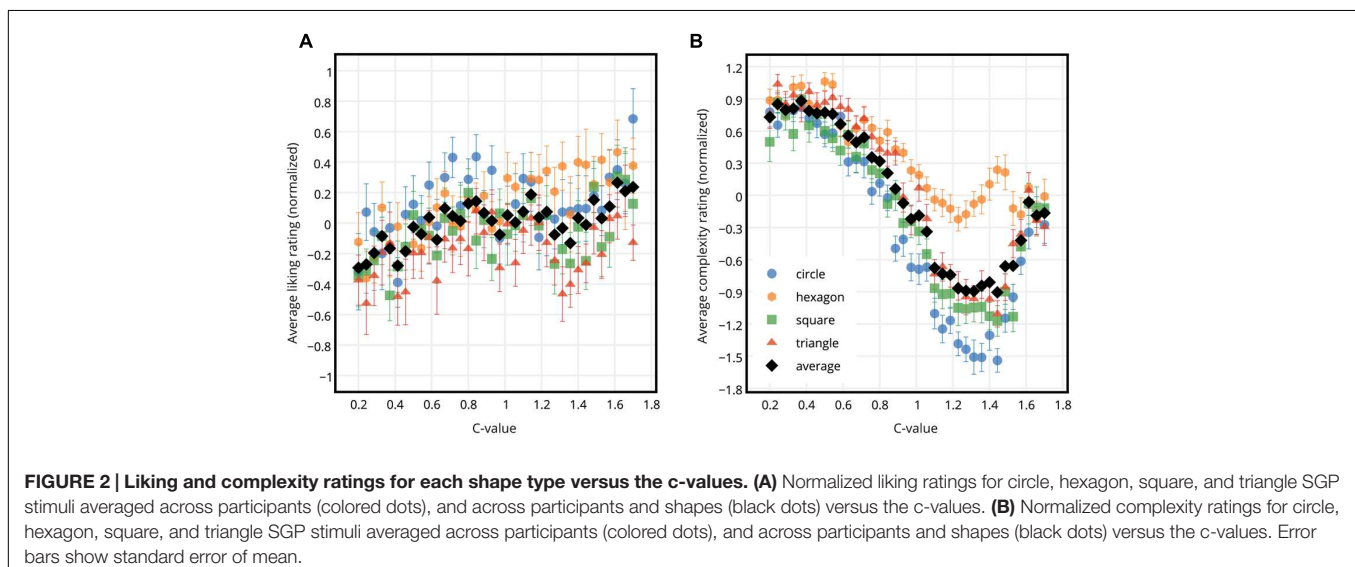 A
B
1
0.8
0.6
0.4
0.2
0
−0.2
−0.4
−0.6
−0.8
−1
Average liking rating (normalized)
0.2 0.4 0.6 0.8 1 1.2 1.4 1.6 1.8
C-value
1.2
0.9
0.6
0.3
0
−0.3
−0.6
−0.9
−1.2
−1.5
−1.8
Average complexity rating (normalized)
circle
hexagon
square
triangle
average
0.2 0.4 0.6 0.8 1 1.2 1.4 1.6 1.8
C-value
FIGURE 2 | Liking and complexity ratings for each shape type versus the c-values. (A) Normalized liking ratings for circle, hexagon, square, and triangle SGP
stimuli averaged across participants (colored dots), and across participants and shapes (black dots) versus the c-values. (B) Normalized complexity ratings for circle,
hexagon, square, and triangle SGP stimuli averaged across participants (colored dots), and across participants and shapes (black dots) versus the c-values. Error
bars show standard error of mean.